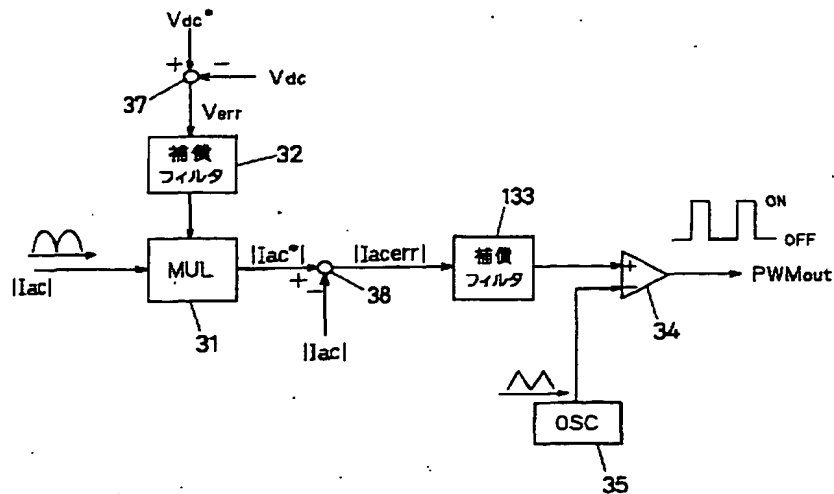 Vdc*
+
−
37
Vdc
Verr
補償
フィルタ
32
133
|Iac|
MUL
31
|Iac*|
+
−
38
|Iac|
|Iacerr|
補償
フィルタ
ON
OFF
+
−
34
PWMout
OSC
35